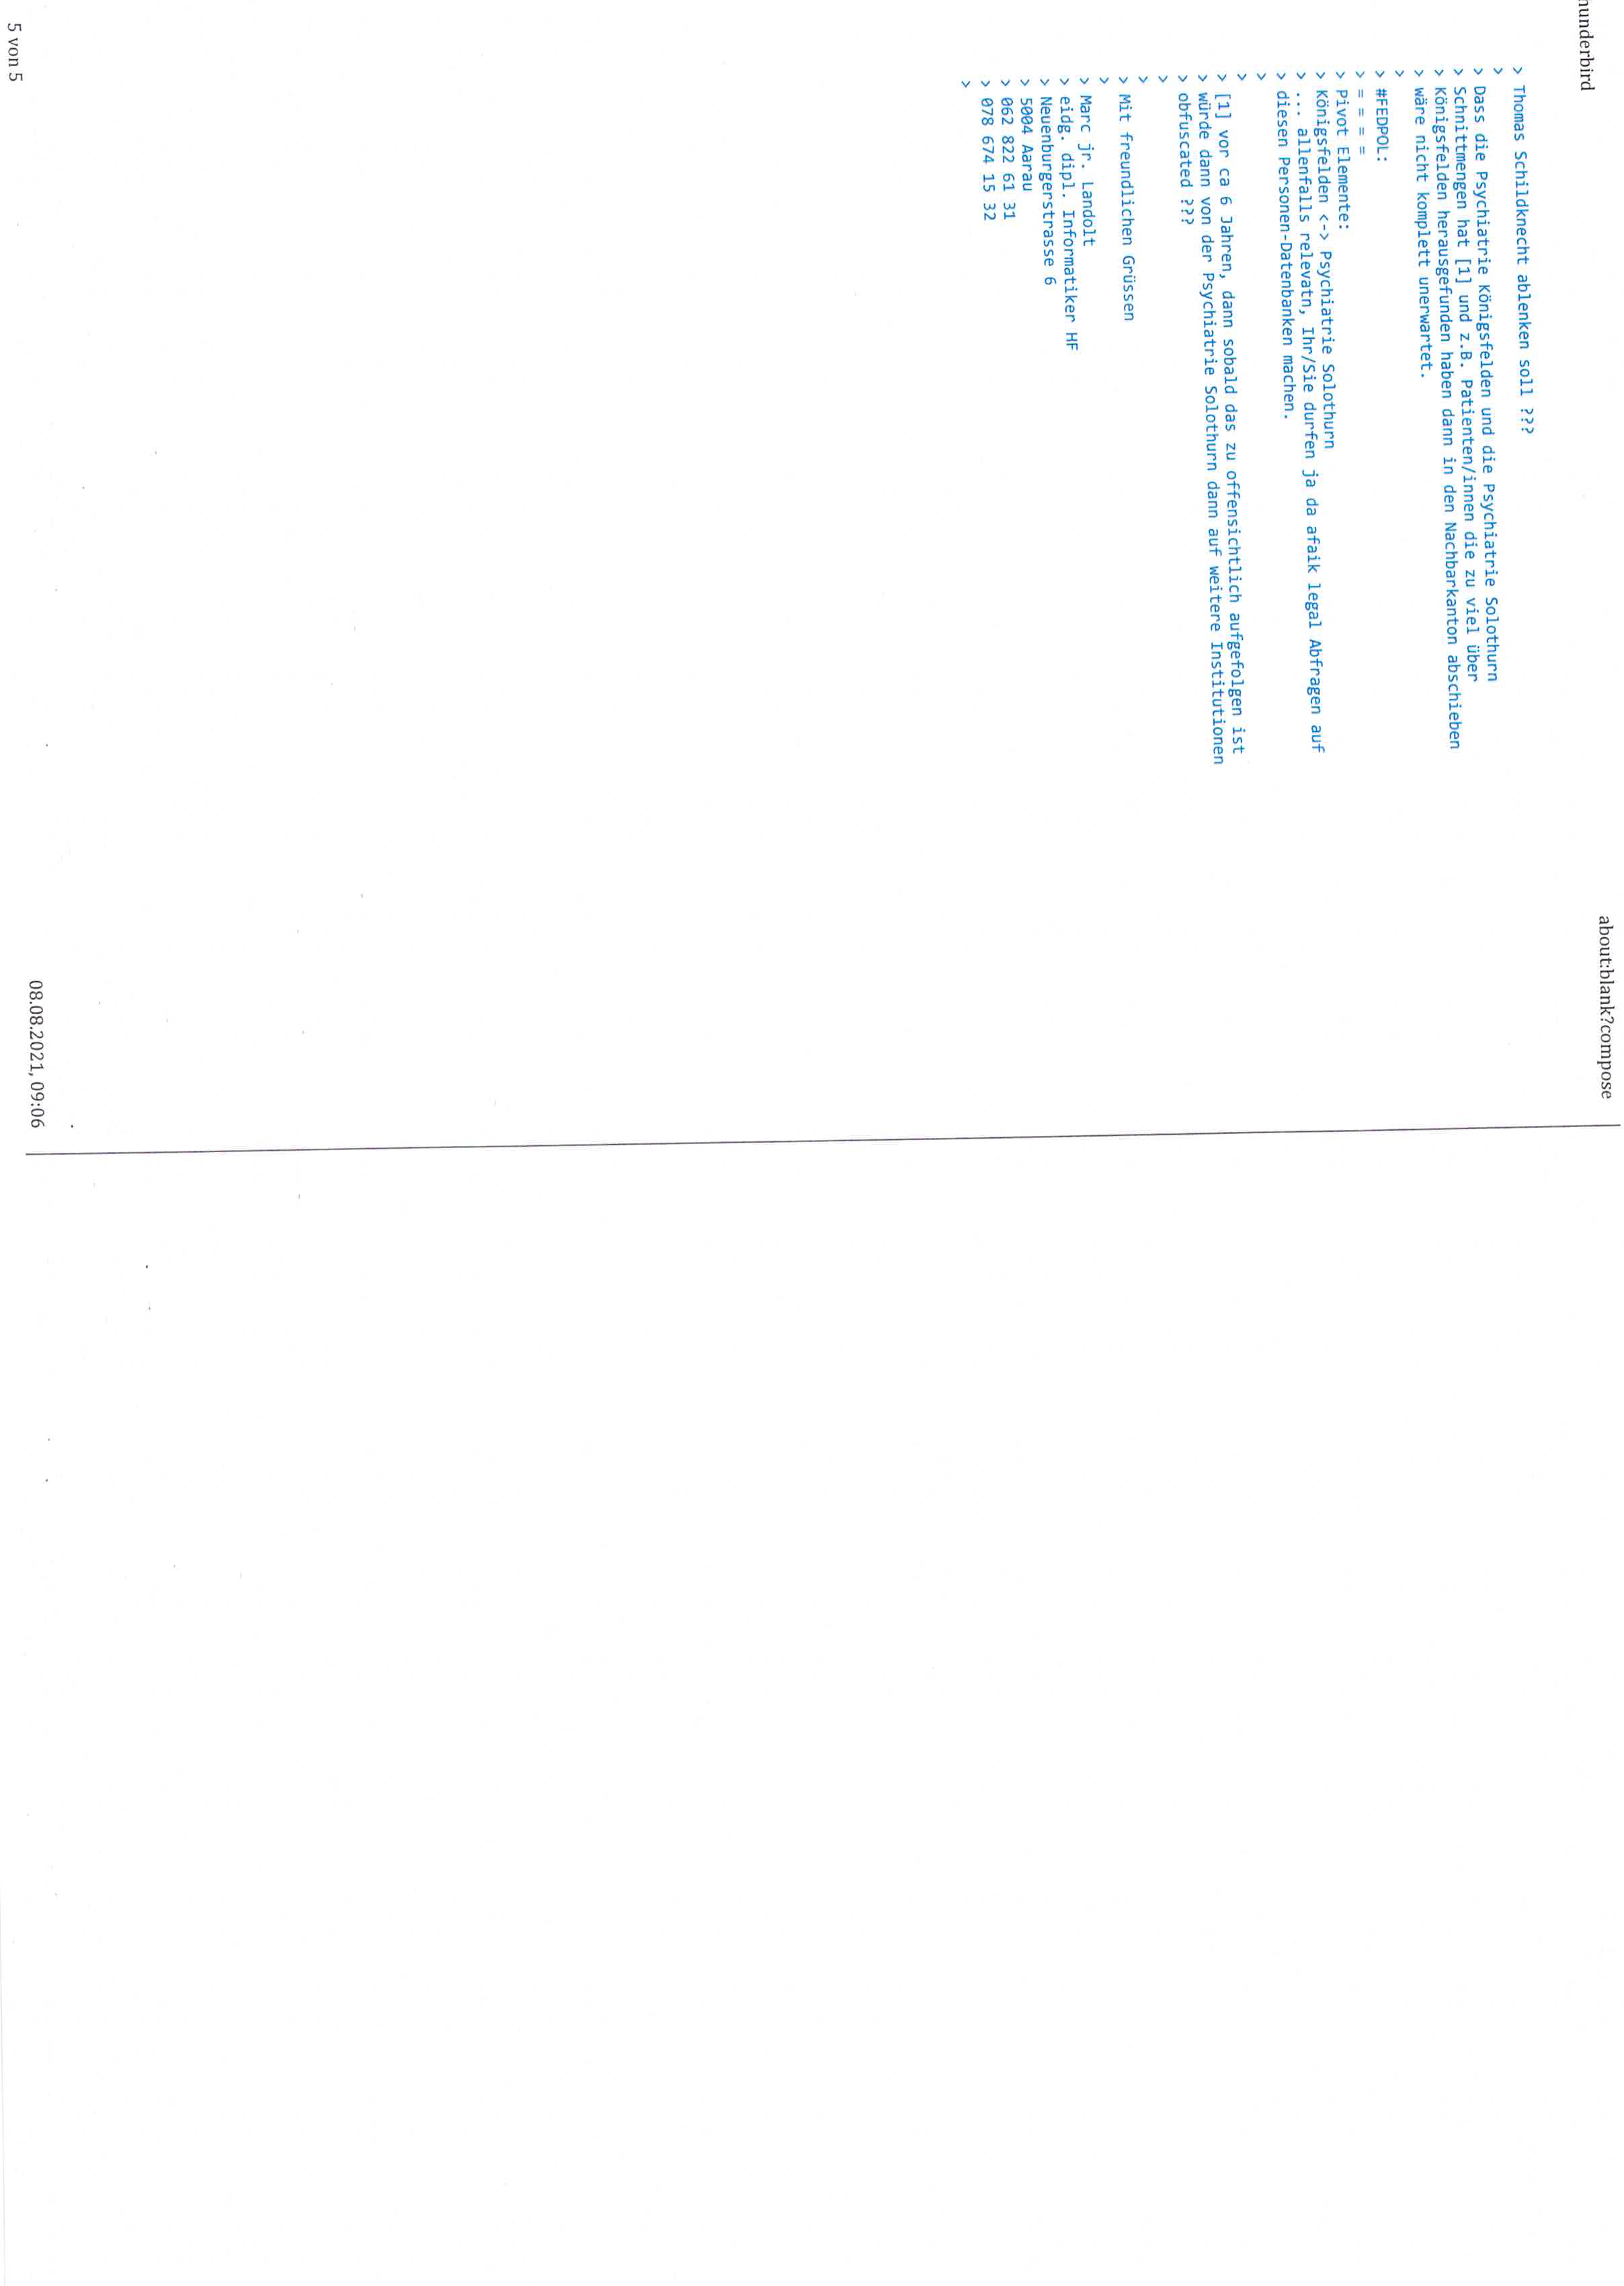 hunderbird about:blank?compose
> Thomas Schildknecht ablenken soll ???
>
> Dass die Psychiatrie Königsfelden und die Psychiatrie Solothurn
> Schnittmengen hat [1] und z.B. Patienten/innen die zu viel über
> Königsfelden herausgefunden haben dann in den Nachbarkanton abschieben
> wäre nicht komplett unerwartet.
>
> #FEDPOL:
> = = = =
> Pivot Elemente:
> Königsfelden <-> Psychiatrie Solothurn
> ... allenfalls relevatn, Ihr/Sie durfen ja da afaik legal Abfragen auf
> diesen Personen-Datenbanken machen.
>
>
> [1] vor ca 6 Jahren, dann sobald das zu offensichtlich aufgefolgen ist
> würde dann von der Psychiatrie Solothurn dann auf weitere Institutionen
> obfuscated ???
>
>
> Mit freundlichen Grüssen
>
> Marc jr. Landolt
> eidg. dipl. Informatiker HF
> Neuenburgerstrasse 6
> 5004 Aarau
> 062 822 61 31
> 078 674 15 32
>
5 von 5 08.08.2021, 09:06